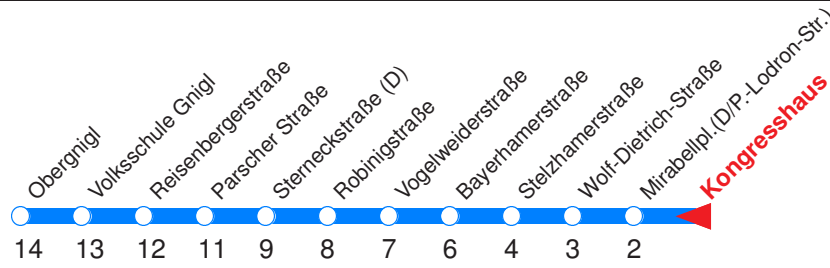 Obergnigl
Volksschule Gnigl
Reisenbergerstraße
Parscher Straße
Sterneckstraße (D)
Robinigstraße
Vogelweiderstraße
Bayerhamerstraße
Stelzhamerstraße
Wolf-Dietrich-Straße
Mirabellpl.(D/P.-Lodron-Str.)
Kongresshaus
14 13 12 11 9 8 7 6 4 3 2